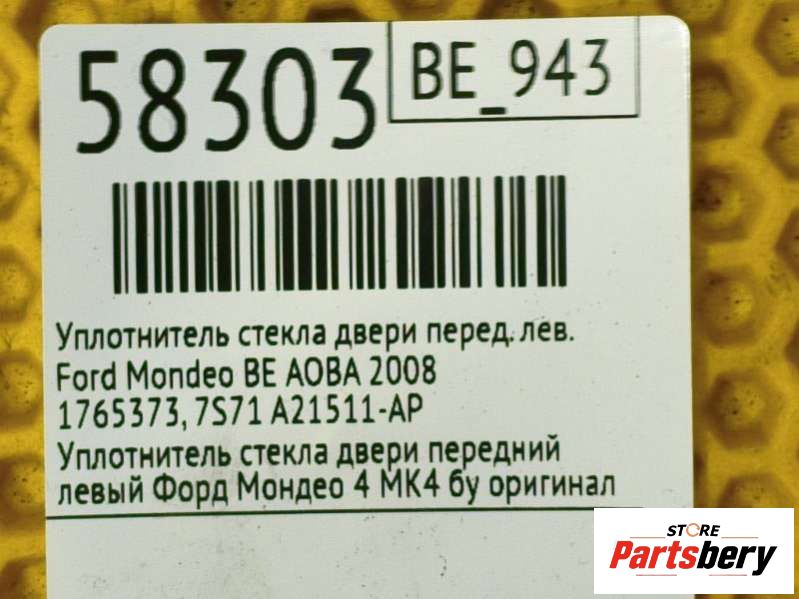 58303
BE_943
Уплотнитель стекла двери перед. лев.
Ford Mondeo BE AOBA 2008
1765373, 7S71 A21511-AP
Уплотнитель стекла двери передний
левый Форд Мондео 4 MK4 бу оригинал
STORE
Partsbery